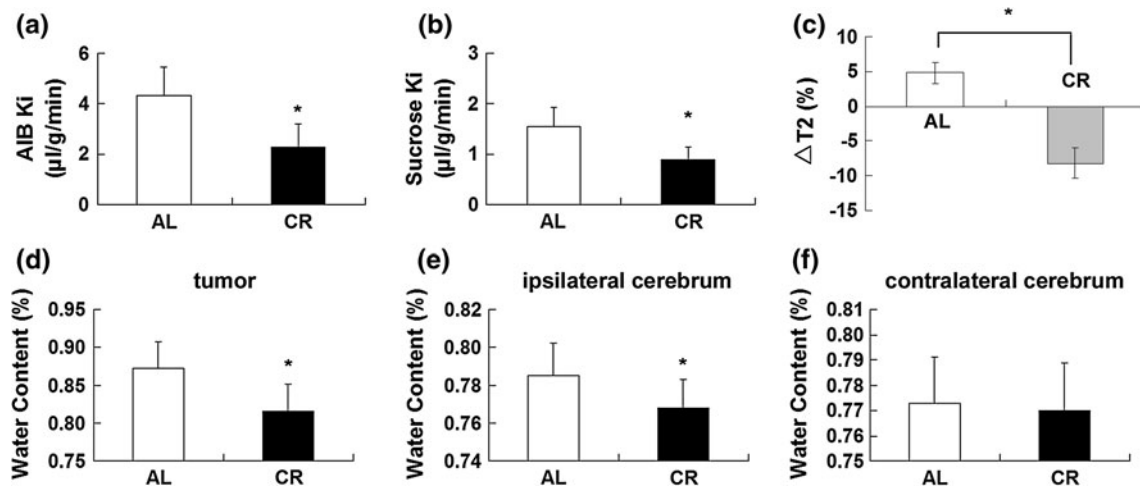 (a)
AIB Ki
(µl/g/min)
6
4
2
0
*
AL
CR
(b)
Sucrose Ki
(µl/g/min)
3
2
1
0
*
AL
CR
(c)
△T2 (%)
10
5
0
-5
-10
-15
*
AL
CR
(d)
tumor
Water Content (%)
0.95
0.90
0.85
0.80
0.75
*
AL
CR
(e)
ipsilateral cerebrum
Water Content (%)
0.82
0.80
0.78
0.76
0.74
*
AL
CR
(f)
contralateral cerebrum
Water Content (%)
0.81
0.80
0.79
0.78
0.77
0.76
0.75
AL
CR